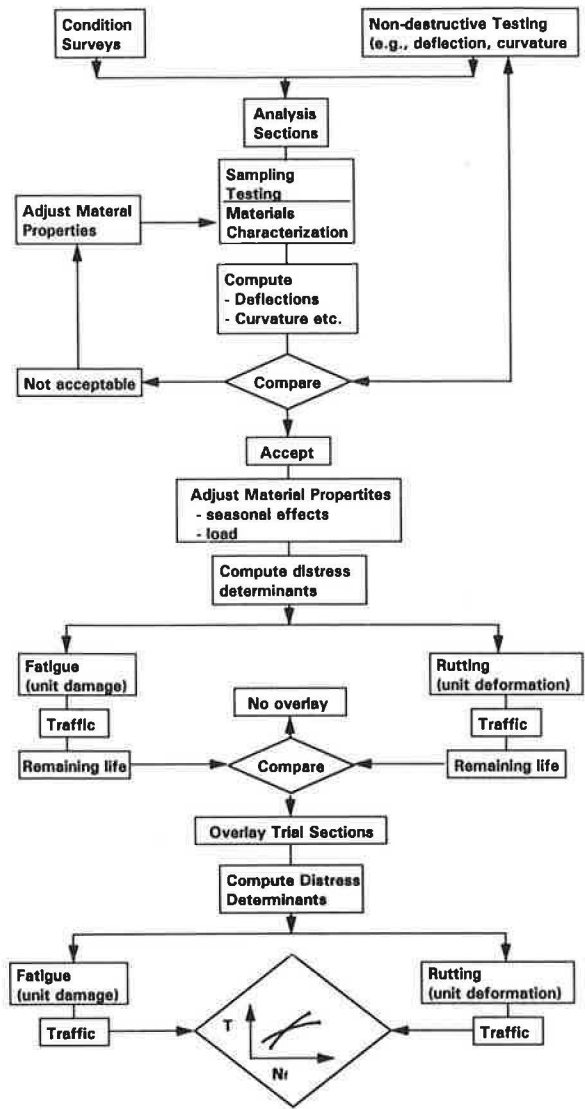 Condition
Surveys
Non-destructive Testing
(e.g., deflection, curvature
Analysis
Sections
Sampling
Testing
Materials
Characterization
Adjust Materal
Properties
Compute
- Deflections
- Curvature etc.
Not acceptable
Compare
Accept
Adjust Material Propertites
- seasonal effects
- load
Compute distress
determinants
Fatigue
(unit damage)
Rutting
(unit deformation)
No overlay
Traffic
Traffic
Remaining life
Compare
Remaining life
Overlay Trial Sections
Compute Distress
Determinants
Fatigue
(unit damage)
Rutting
(unit deformation)
Traffic
T
Nf
Traffic